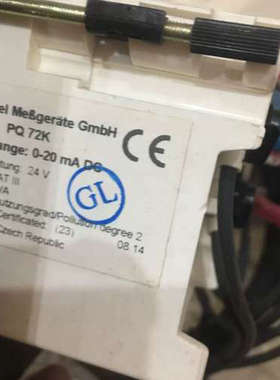 el Meßgeräte GmbH
PQ 72K
ange: 0-20 mA DC
tung: 24 V
AT III
VA
nutzungsgrad/Pollution degree 2
Certificated: (23) 08 14
Czech Republic
CE
GL